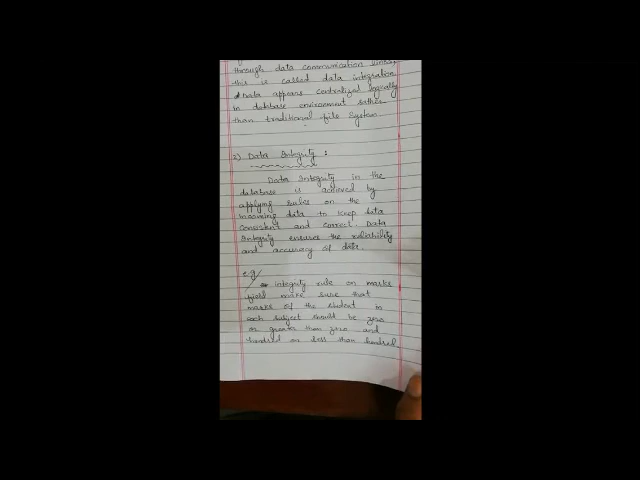 through data communication links
this is called data integration
data appears centralized logically
in database environment rather
than traditional file System.
2) Data Integrity :
Data Integrity in the
database is achieved by
applying rules on the
incoming data to keep data
consistent and correct. Data
Integrity ensures the reliability
and accuracy of data.
eg
Integrity rule on marks
field make sure that
marks of the student in
each subject should be zero
or greater than zero and
hundred or less than hundred.